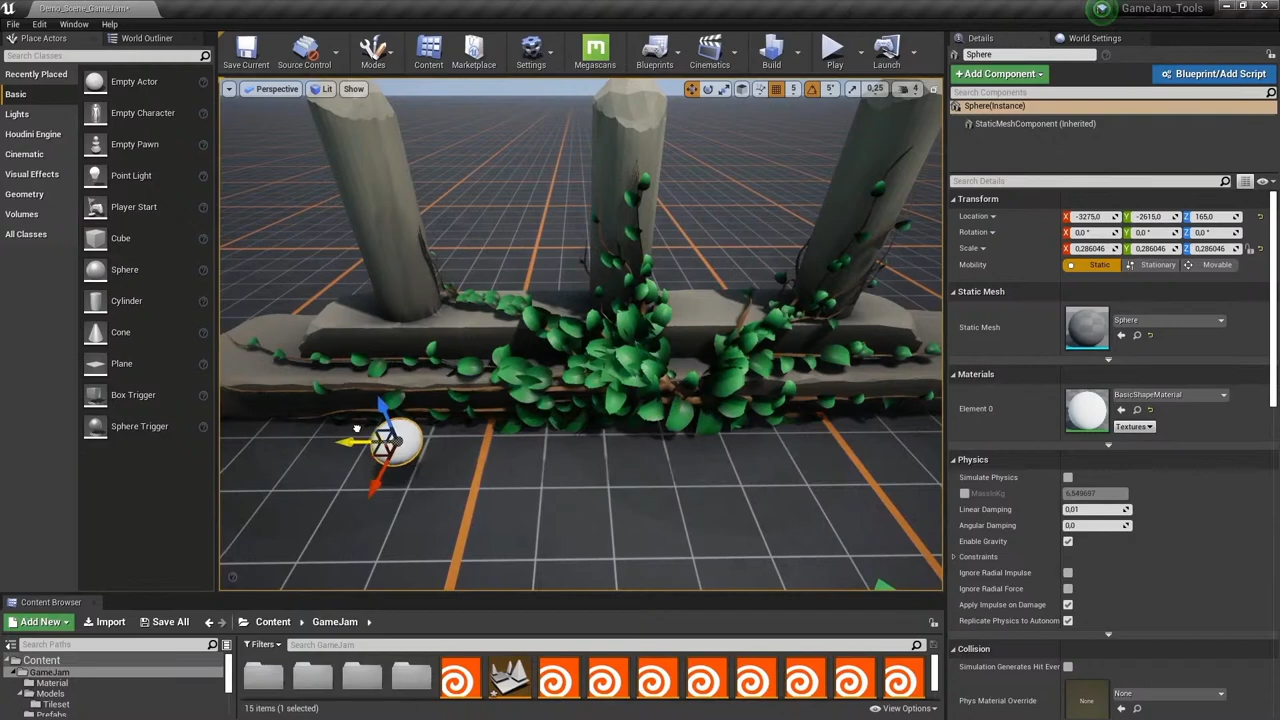 Demo_Scene_GameJam*
GameJam_Tools
File Edit Window Help
Place Actors
World Outliner
Search Classes
Recently Placed
Basic
Lights
Houdini Engine
Cinematic
Visual Effects
Geometry
Volumes
All Classes
Empty Actor
Empty Character
Empty Pawn
Point Light
Player Start
Cube
Sphere
Cylinder
Cone
Plane
Box Trigger
Sphere Trigger
Save Current
Source Control
Modes
Content
Marketplace
Settings
Megascans
Blueprints
Cinematics
Build
Play
Launch
Perspective
Lit
Show
5
5°
0,25
4
Details
World Settings
Sphere
+Add Component
Blueprint/Add Script
Search Components
Sphere(Instance)
StaticMeshComponent (Inherited)
Search Details
Transform
Location X -3275,0 Y -2615,0 Z 165,0
Rotation X 0,0 ° Y 0,0 ° Z 0,0 °
Scale X 0,286046 Y 0,286046 Z 0,286046
Mobility Static Stationary Movable
Static Mesh
Static Mesh Sphere
Materials
Element 0 BasicShapeMaterial
Textures
Physics
Simulate Physics
MassInKg 6,549697
Linear Damping 0,01
Angular Damping 0,0
Enable Gravity
Constraints
Ignore Radial Impulse
Ignore Radial Force
Apply Impulse on Damage
Replicate Physics to Autonom
Collision
Simulation Generates Hit Ever
Phys Material Override None None
Content Browser
Add New
Import
Save All
Content
GameJam
Search Paths
Filters
Search GameJam
Content
GameJam
Material
Models
Tileset
Prefabs
15 items (1 selected)
View Options